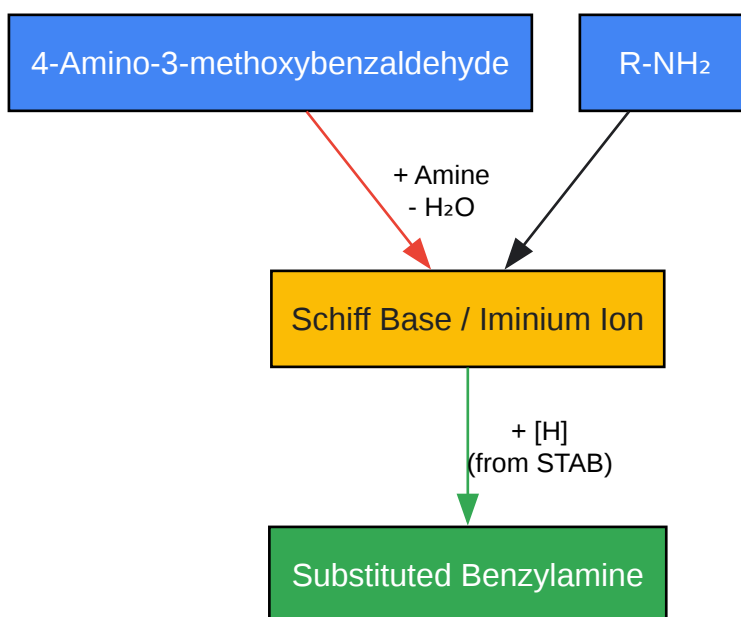 4-Amino-3-methoxybenzaldehyde
R-NH₂
+ Amine
- H₂O
Schiff Base / Iminium Ion
+ [H]
(from STAB)
Substituted Benzylamine